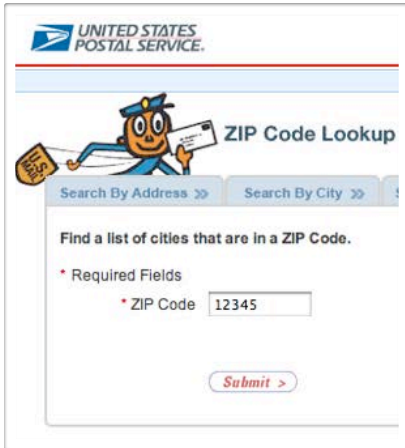 UNITED STATES
POSTAL SERVICE.
U.S.
MAIL
ZIP Code Lookup
Search By Address >> Search By City >>
Find a list of cities that are in a ZIP Code.
* Required Fields
* ZIP Code 12345
Submit >